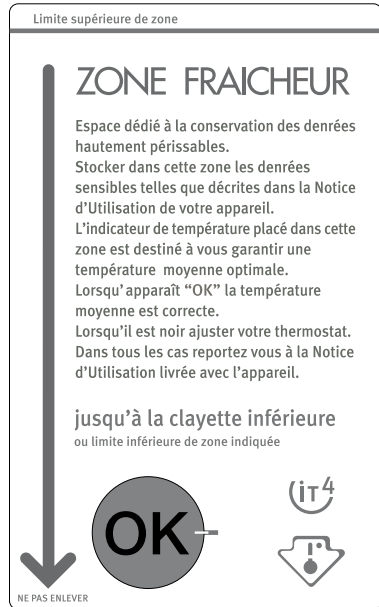 Limite supérieure de zone
ZONE FRAICHEUR
Espace dédié à la conservation des denrées
hautement périssables.
Stocker dans cette zone les denrées
sensibles telles que décrites dans la Notice
d’Utilisation de votre appareil.
L’indicateur de température placé dans cette
zone est destiné à vous garantir une
température moyenne optimale.
Lorsqu’ apparaît “OK” la température
moyenne est correcte.
Lorsqu’il est noir ajuster votre thermostat.
Dans tous les cas reportez vous à la Notice
d’Utilisation livrée avec l’appareil.
jusqu’à la clayette inférieure
ou limite inférieure de zone indiquée
iT4
OK
NE PAS ENLEVER